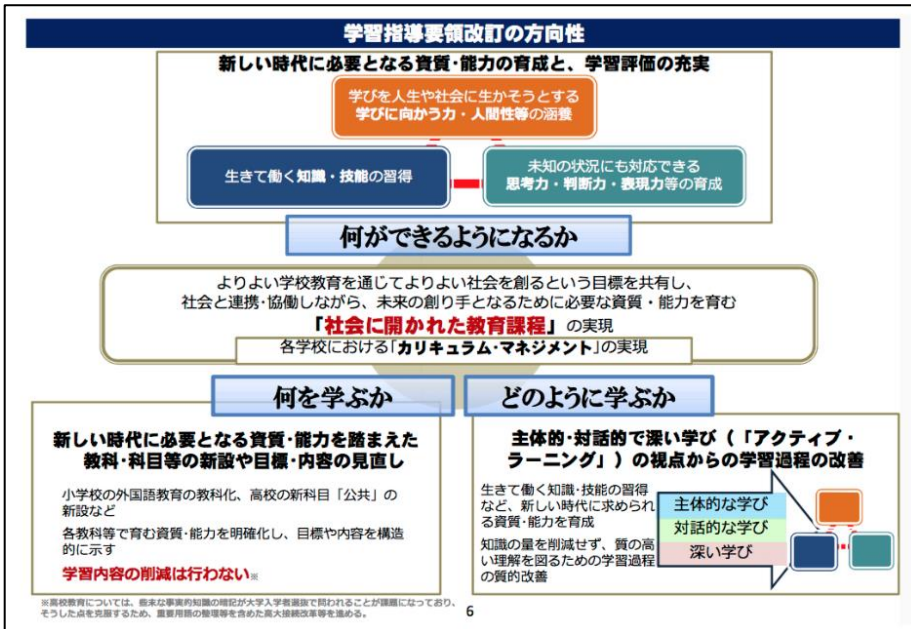 学習指導要領改訂の方向性
新しい時代に必要となる資質・能力の育成と、学習評価の充実
学びを人生や社会に生かそうとする
学びに向かう力・人間性等の涵養
生きて働く知識・技能の習得
未知の状況にも対応できる
思考力・判断力・表現力等の育成
何ができるようになるか
よりよい学校教育を通じてよりよい社会を創るという目標を共有し、
社会と連携・協働しながら、未来の創り手となるために必要な資質・能力を育む
「社会に開かれた教育課程」の実現
各学校における「カリキュラム・マネジメント」の実現
何を学ぶか
新しい時代に必要となる資質・能力を踏まえた
教科・科目等の新設や目標・内容の見直し
小学校の外国語教育の教科化、高校の新科目「公共」の
新設など
各教科等で育む資質・能力を明確化し、目標や内容を構造
的に示す
学習内容の削減は行わない※
どのように学ぶか
主体的・対話的で深い学び(「アクティブ・
ラーニング」)の視点からの学習過程の改善
生きて働く知識・技能の習得
など、新しい時代に求められ
る資質・能力を育成
知識の量を削減せず、質の高
い理解を図るための学習過程
の質的改善
主体的な学び
対話的な学び
深い学び
※高校教育については、些末な事実的知識の暗記が大学入学者選抜で問われることが課題になっており、
そうした点を克服するため、重要用語の整理等を含めた高大接続改革等を進める。
6